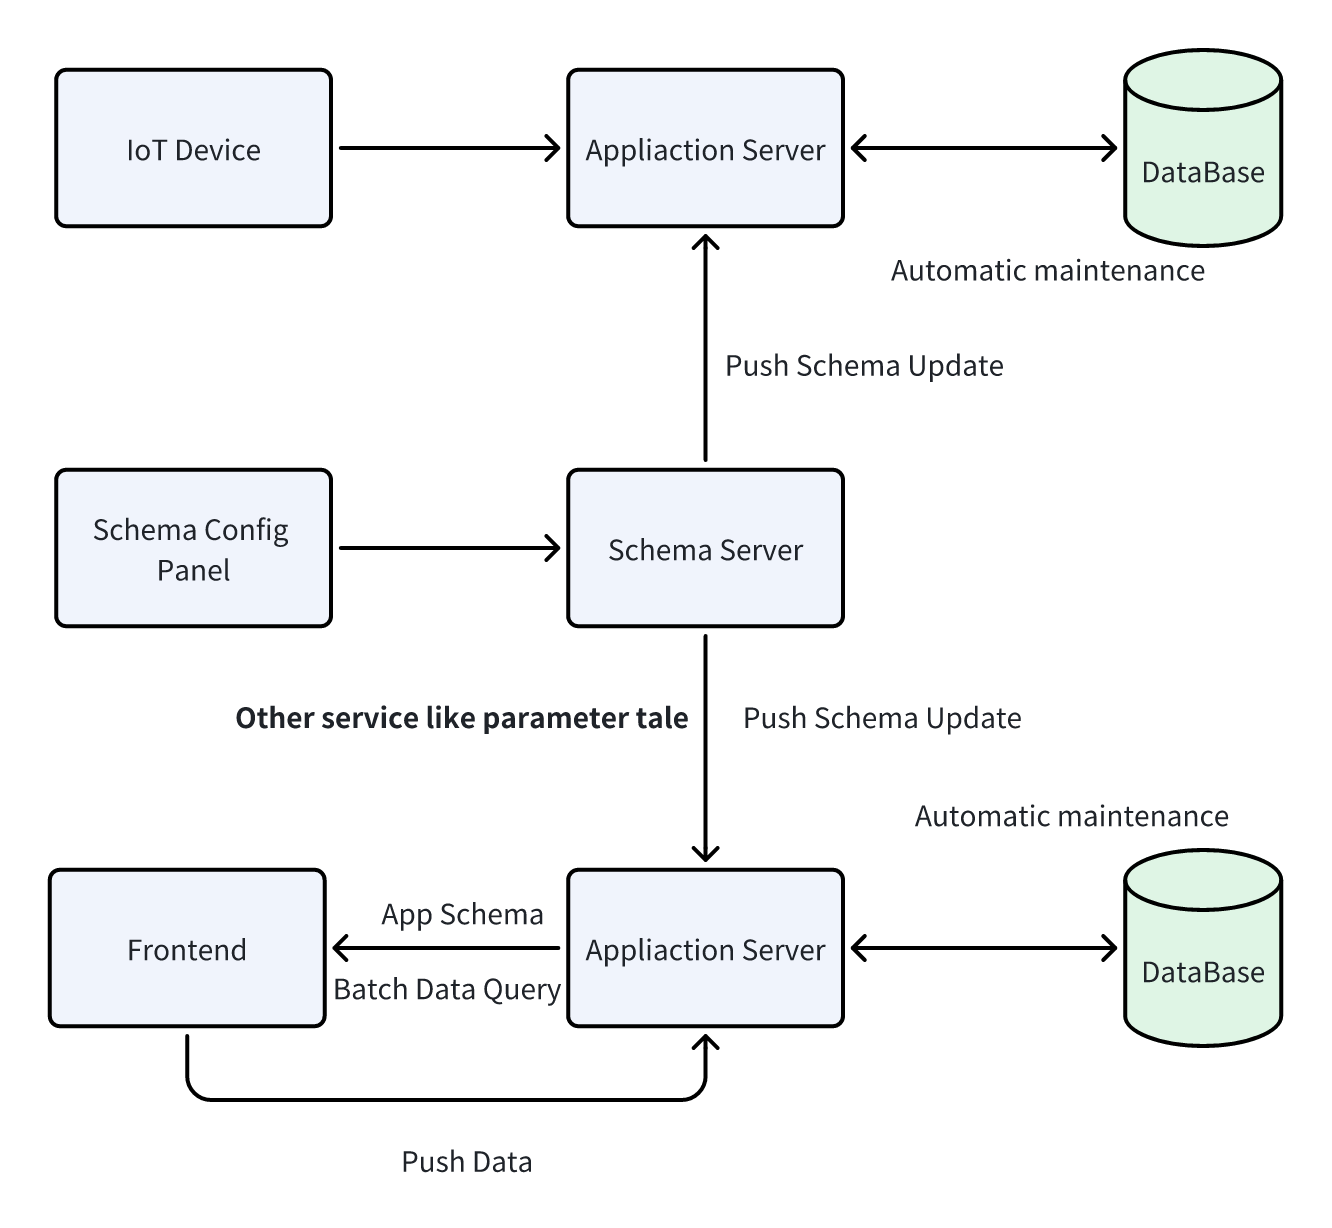 IoT Device
Appliaction Server
DataBase
Automatic maintenance
Push Schema Update
Schema Config
Panel
Schema Server
Other service like parameter tale
Push Schema Update
Automatic maintenance
Frontend
App Schema
Batch Data Query
Appliaction Server
DataBase
Push Data